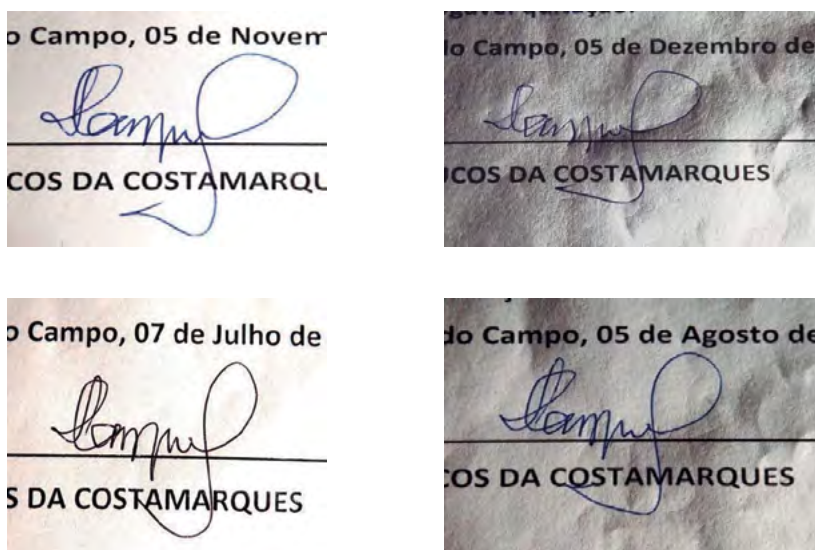 o Campo, 05 de Novem
COS DA COSTAMARQU
lo Campo, 05 de Dezembro de
COS DA COSTAMARQUES
o Campo, 07 de Julho de
S DA COSTAMARQUES
do Campo, 05 de Agosto de
COS DA COSTAMARQUES